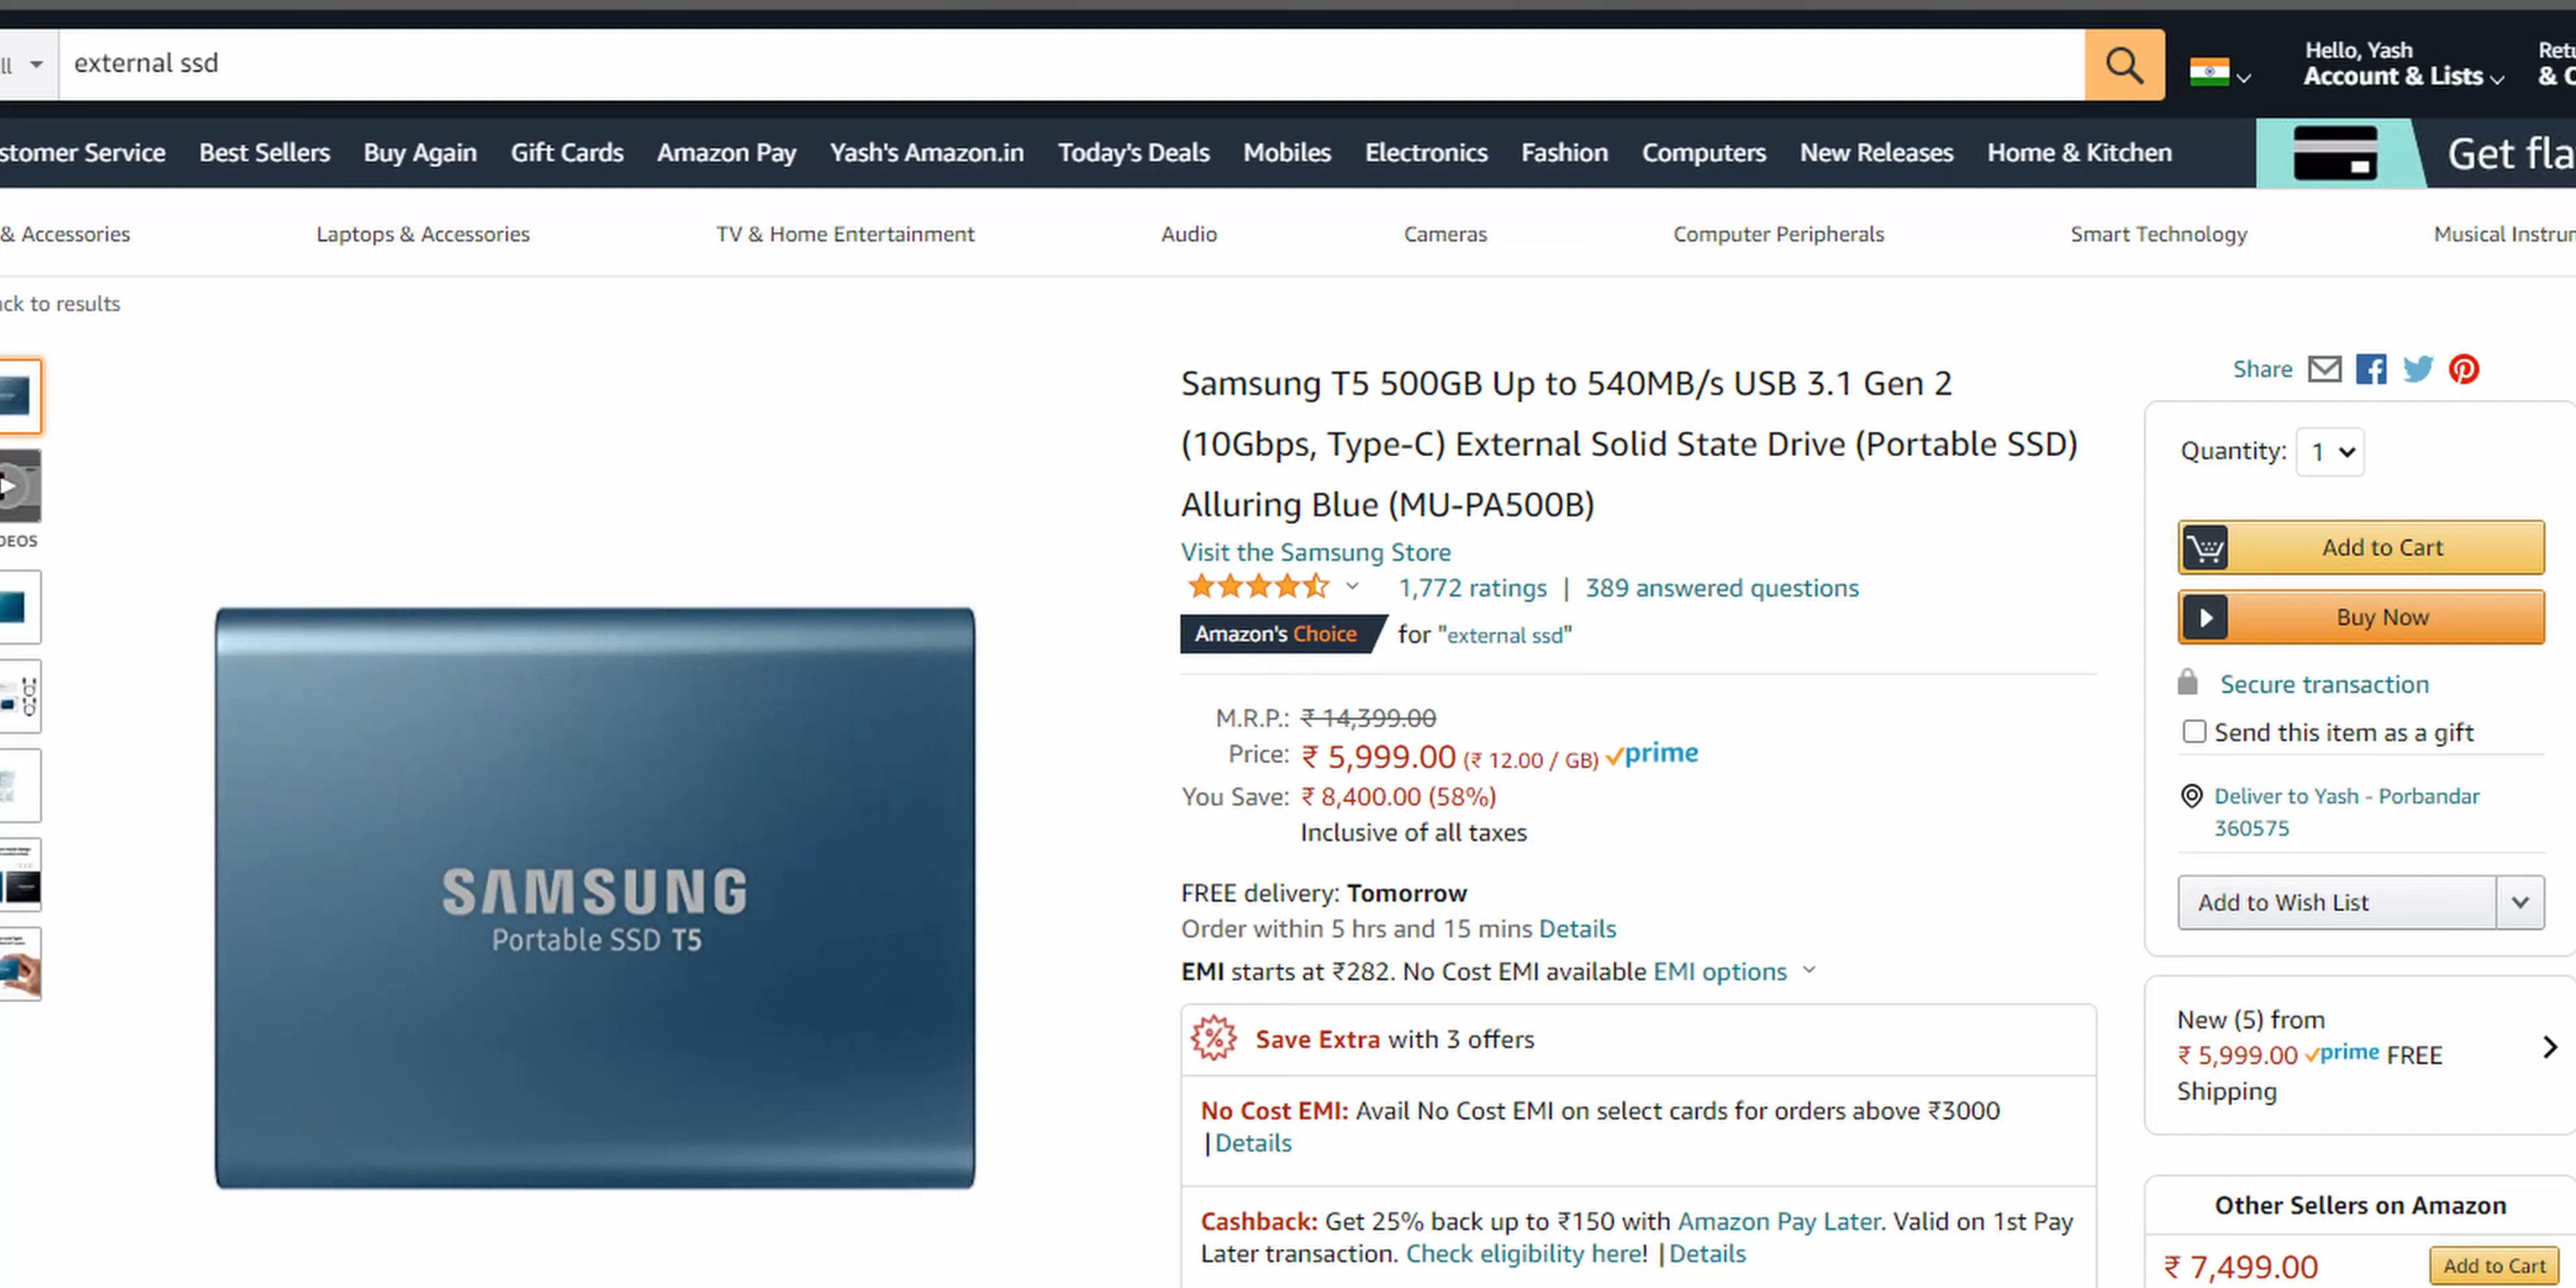 ll
external ssd
Hello, Yash
Account & Lists
Retu
& O
stomer Service Best Sellers Buy Again Gift Cards Amazon Pay Yash's Amazon.in Today's Deals Mobiles Electronics Fashion Computers New Releases Home & Kitchen
Get fla
& Accessories Laptops & Accessories TV & Home Entertainment Audio Cameras Computer Peripherals Smart Technology Musical Instrum
ck to results
DEOS
SAMSUNG
Portable SSD T5
Samsung T5 500GB Up to 540MB/s USB 3.1 Gen 2
(10Gbps, Type-C) External Solid State Drive (Portable SSD)
Alluring Blue (MU-PA500B)
Visit the Samsung Store
1,772 ratings | 389 answered questions
Amazon's Choice for "external ssd"
M.R.P.: ₹ 14,399.00
Price: ₹ 5,999.00 (₹ 12.00 / GB) prime
You Save: ₹ 8,400.00 (58%)
Inclusive of all taxes
FREE delivery: Tomorrow
Order within 5 hrs and 15 mins Details
EMI starts at ₹282. No Cost EMI available EMI options
Save Extra with 3 offers
No Cost EMI: Avail No Cost EMI on select cards for orders above ₹3000
| Details
Cashback: Get 25% back up to ₹150 with Amazon Pay Later. Valid on 1st Pay
Later transaction. Check eligibility here! | Details
Share
Quantity: 1
Add to Cart
Buy Now
Secure transaction
Send this item as a gift
Deliver to Yash - Porbandar
360575
Add to Wish List
New (5) from
₹ 5,999.00 prime FREE
Shipping
Other Sellers on Amazon
₹ 7,499.00 Add to Cart